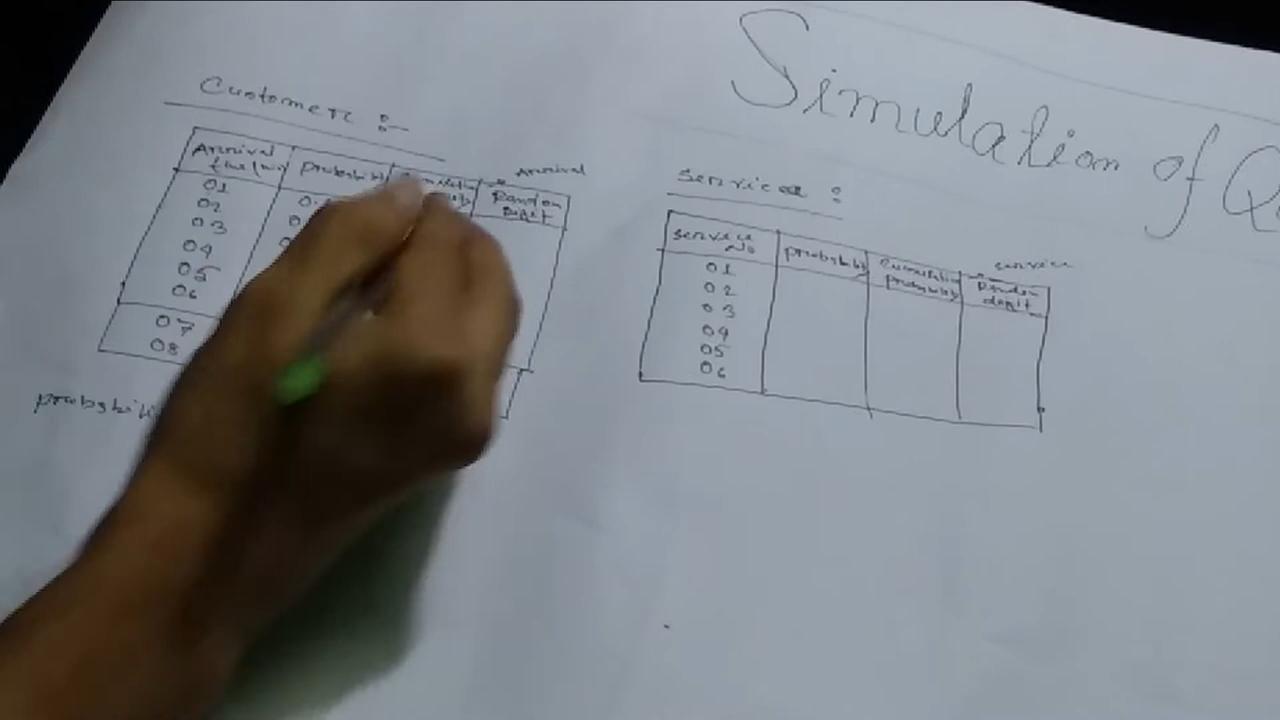 Simulation of
Customer :-
Arrival
Arrival time
probability
Random
Digit
01
02
03
04
05
06
07
08
service :
service
service No
probability
Cumulative probability
Random digit
01
02
03
04
05
06